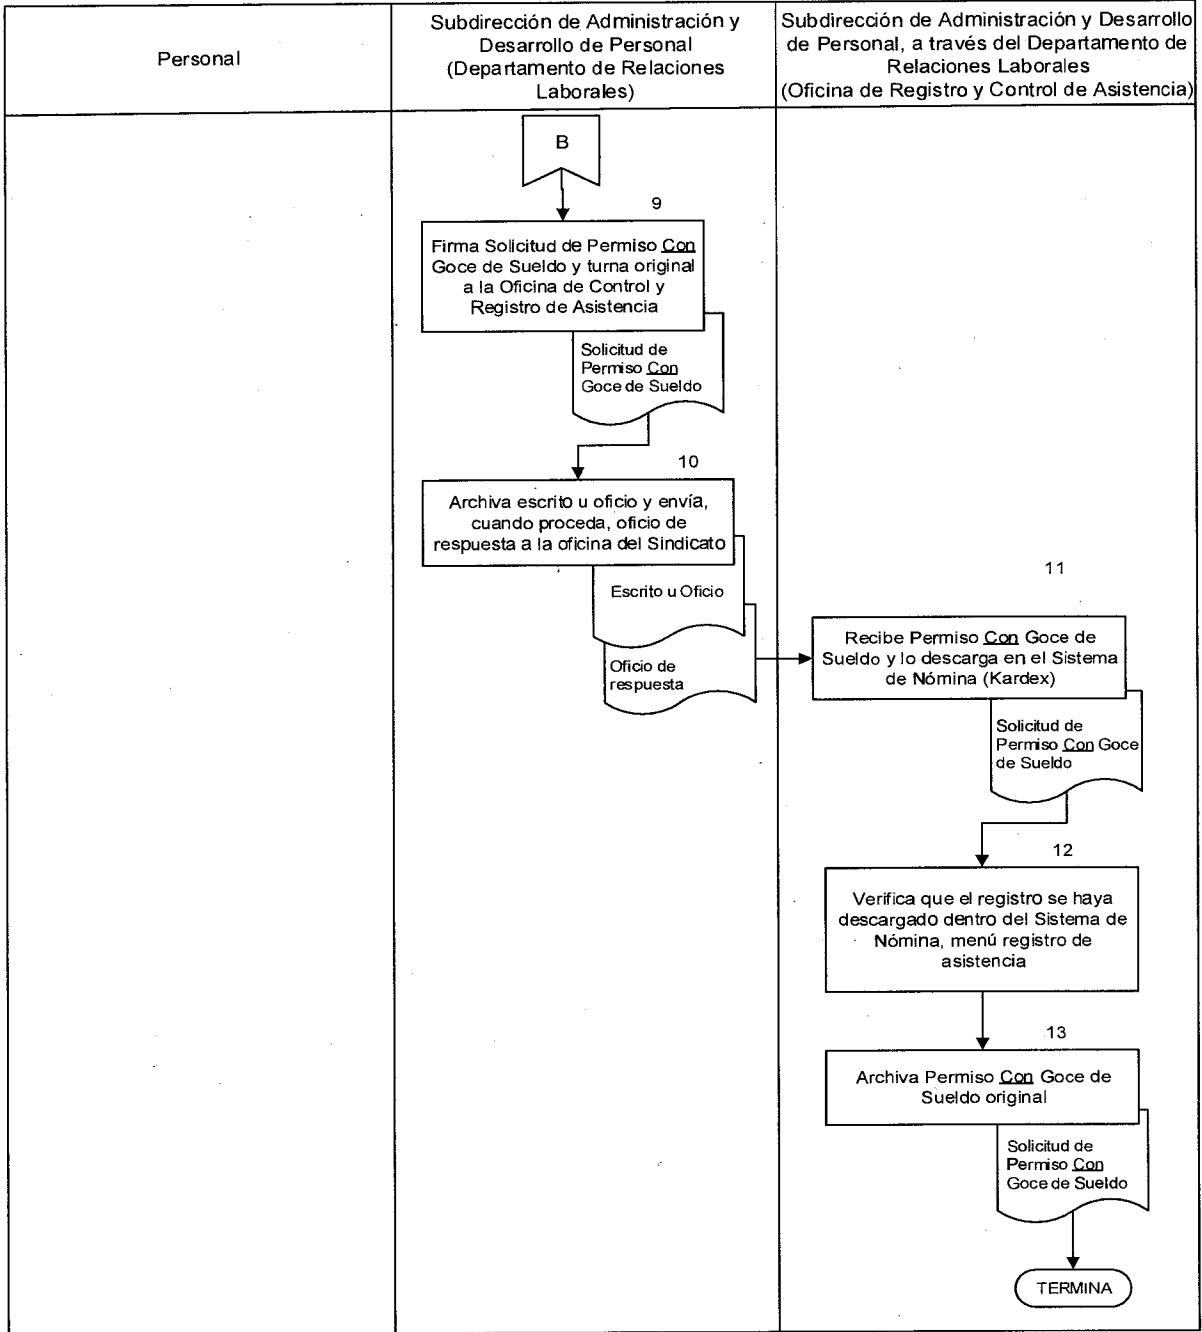 Personal
Subdirección de Administración y
Desarrollo de Personal
(Departamento de Relaciones
Laborales)
Subdirección de Administración y Desarrollo
de Personal, a través del Departamento de
Relaciones Laborales
(Oficina de Registro y Control de Asistencia)
B
9
Firma Solicitud de Permiso Con
Goce de Sueldo y turna original
a la Oficina de Control y
Registro de Asistencia
Solicitud de
Permiso Con
Goce de Sueldo
10
Archiva escrito u oficio y envía,
cuando proceda, oficio de
respuesta a la oficina del Sindicato
Escrito u Oficio
Oficio de
respuesta
11
Recibe Permiso Con Goce de
Sueldo y lo descarga en el Sistema
de Nómina (Kardex)
Solicitud de
Permiso Con Goce
de Sueldo
12
Verifica que el registro se haya
descargado dentro del Sistema de
Nómina, menú registro de
asistencia
13
Archiva Permiso Con Goce de
Sueldo original
Solicitud de
Permiso Con
Goce de Sueldo
TERMINA